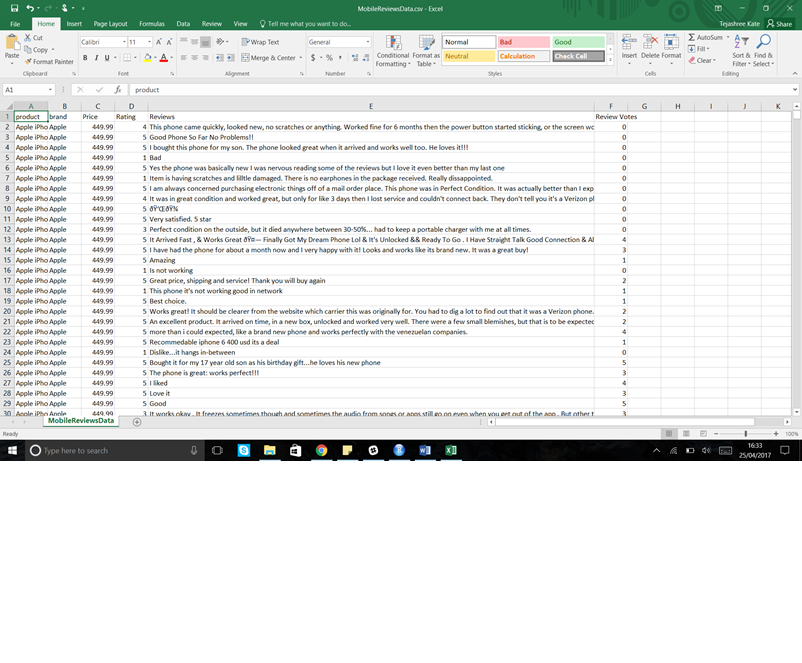 MobileReviewsData.csv - Excel
File Home Insert Page Layout Formulas Data Review View Tell me what you want to do... Tejashree Kate Share
Paste Cut Copy Format Painter
Clipboard
Calibri 11 A A
B I U A
Font
Wrap Text
Merge & Center
Alignment
General
$ % ,
Number
Conditional Formatting Format as Table
Normal Bad Good
Neutral Calculation Check Cell
Styles
Insert Delete Format
Cells
AutoSum Fill Clear Sort & Filter Find & Select
Editing
A1 fx product
A B C D E F G H I J K
1 product brand Price Rating Reviews Review Votes
2 Apple iPho Apple 449.99 4 This phone came quickly, looked new, no scratches or anything. Worked fine for 6 months then the power button started sticking, or the screen wo 0
3 Apple iPho Apple 449.99 5 Good Phone So Far No Problems!! 0
4 Apple iPho Apple 449.99 5 I bought this phone for my son. The phone looked great when it arrived and works well too. He loves it!!! 0
5 Apple iPho Apple 449.99 1 Bad 0
6 Apple iPho Apple 449.99 5 Yes the phone was basically new I was nervous reading some of the reviews but I love it even better than my last one 0
7 Apple iPho Apple 449.99 1 Item is having scratches and lilltle damaged. There is no earphones in the package received. Really disappointed. 0
8 Apple iPho Apple 449.99 5 I am always concerned purchasing electronic things off of a mail order place. This phone was in Perfect Condition. It was actually better than I exp 0
9 Apple iPho Apple 449.99 4 It was in great condition and worked great, but only for like 3 days then I lost service and couldn't connect back. They don't tell you it's a Verizon pl 0
10 Apple iPho Apple 449.99 5 0
11 Apple iPho Apple 449.99 5 Very satisfied. 5 star 0
12 Apple iPho Apple 449.99 3 Perfect condition on the outside, but it died anywhere between 30-50%... had to keep a portable charger with me at all times. 0
13 Apple iPho Apple 449.99 5 It Arrived Fast , & Works Great ðŸ¤— Finally Got My Dream Phone Lol & It's Unlocked && Ready To Go . I Have Straight Talk Good Connection & Al 4
14 Apple iPho Apple 449.99 5 I have had the phone for about a month now and I very happy with it! Looks and works like its brand new. It was a great buy! 3
15 Apple iPho Apple 449.99 5 Amazing 1
16 Apple iPho Apple 449.99 1 Is not working 0
17 Apple iPho Apple 449.99 5 Great price, shipping and service! Thank you will buy again 2
18 Apple iPho Apple 449.99 1 This phone it's not working good in network 1
19 Apple iPho Apple 449.99 5 Best choice. 1
20 Apple iPho Apple 449.99 5 Works great! It should be clearer from the website which carrier this was originally for. You had to dig a lot to find out that it was a Verizon phone. 2
21 Apple iPho Apple 449.99 5 An excellent product. It arrived on time, in a new box, unlocked and worked very well. There were a few small blemishes, but that is to be expected 2
22 Apple iPho Apple 449.99 5 more than i could expected, like a brand new phone and works perfectly with the venezuelan companies. 4
23 Apple iPho Apple 449.99 5 Recommendable iphone 6 400 usd its a deal 1
24 Apple iPho Apple 449.99 1 Dislike...it hangs in-between 0
25 Apple iPho Apple 449.99 5 Bought it for my 17 year old son as his birthday gift...he loves his new phone 5
26 Apple iPho Apple 449.99 5 The phone is great: works perfect!!! 3
27 Apple iPho Apple 449.99 5 I liked 4
28 Apple iPho Apple 449.99 5 Love it 3
29 Apple iPho Apple 449.99 5 Good 5
30 Apple iPho Apple 449.99 3 It works okay . It freezes sometimes though and sometimes the audio from songs or apps still go on even when you get out of the app . But other t 3
MobileReviewsData
Ready 100%
Type here to search 16:33
25/04/2017